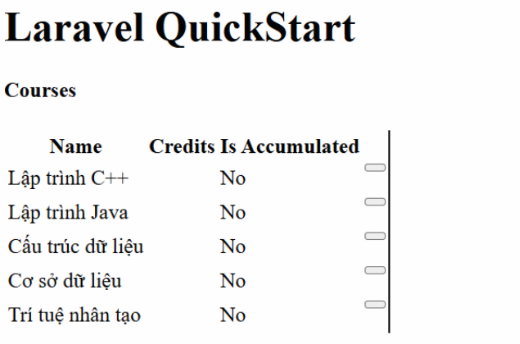 Laravel QuickStart
Courses
Name Credits Is Accumulated
Lập trình C++ No
Lập trình Java No
Cấu trúc dữ liệu No
Cơ sở dữ liệu No
Trí tuệ nhân tạo No